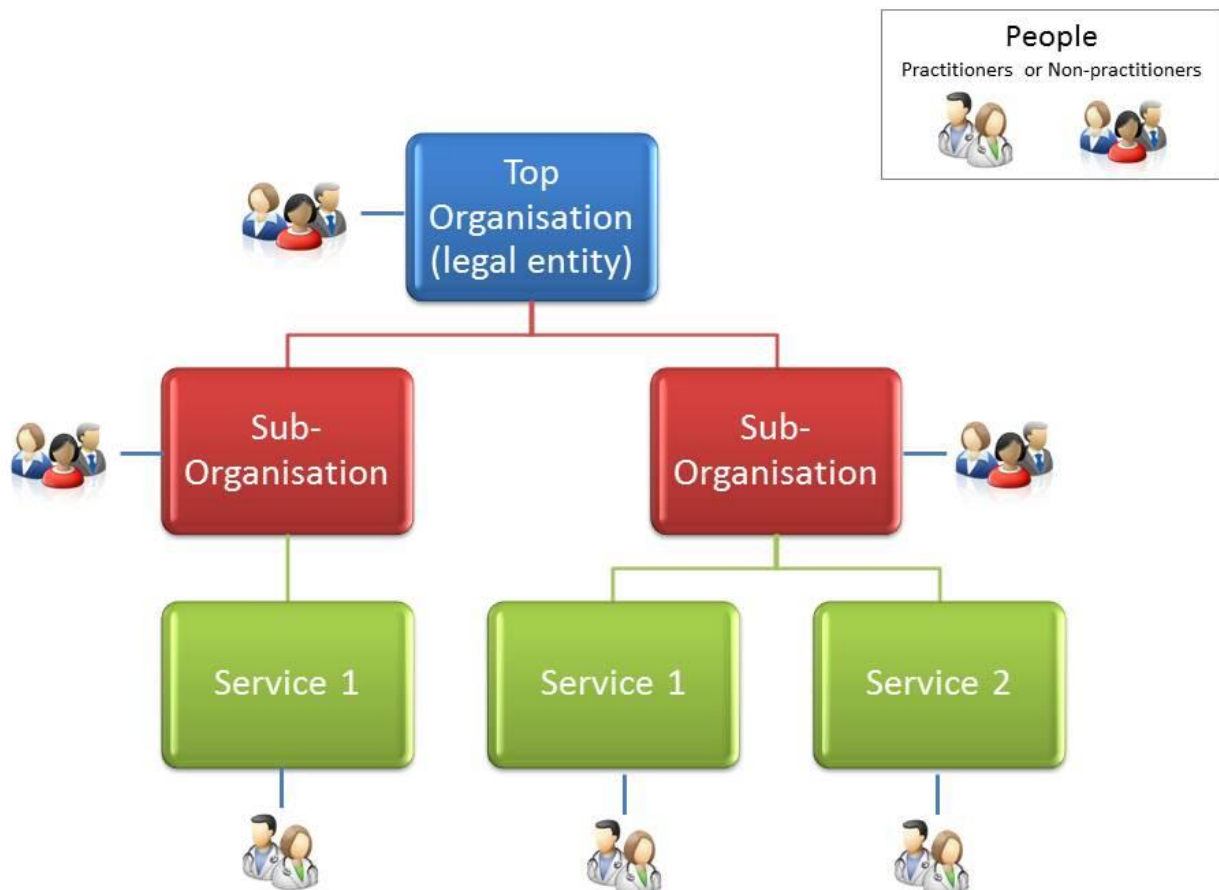 People
Practitioners or Non-practitioners
Top
Organisation
(legal entity)
Sub-
Organisation
Sub-
Organisation
Service 1
Service 1
Service 2